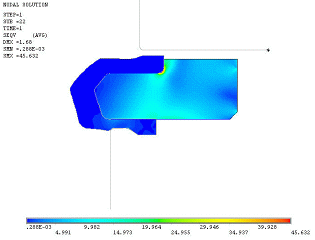 NODAL SOLUTION
STEP=1
SUB =22
TIME=1
SEQV (AVG)
DMX =1.68
SMN =.288E-03
SMX =45.632
.288E-03 9.982 19.964 29.946 39.928
4.991 14.973 24.955 34.937 45.632